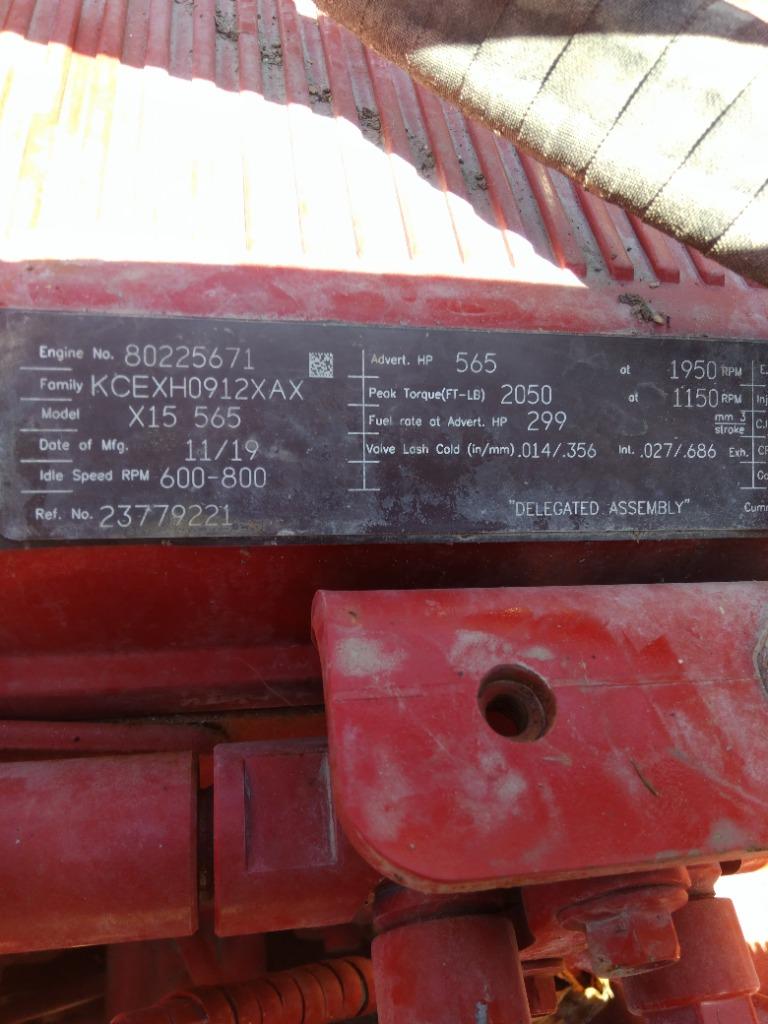 Engine No. 80225671
Family KCEXH0912XAX
Model X15 565
Date of Mfg. 11/19
Idle Speed RPM 600-800
Ref. No. 23779221
Advert. HP 565 at 1950 RPM
Peak Torque(FT-LB) 2050 at 1150 RPM
Fuel rate at Advert. HP 299 mm 3 stroke
Valve Lash Cold (in/mm) .014/.356 Int. .027/.686 Exh.
"DELEGATED ASSEMBLY"